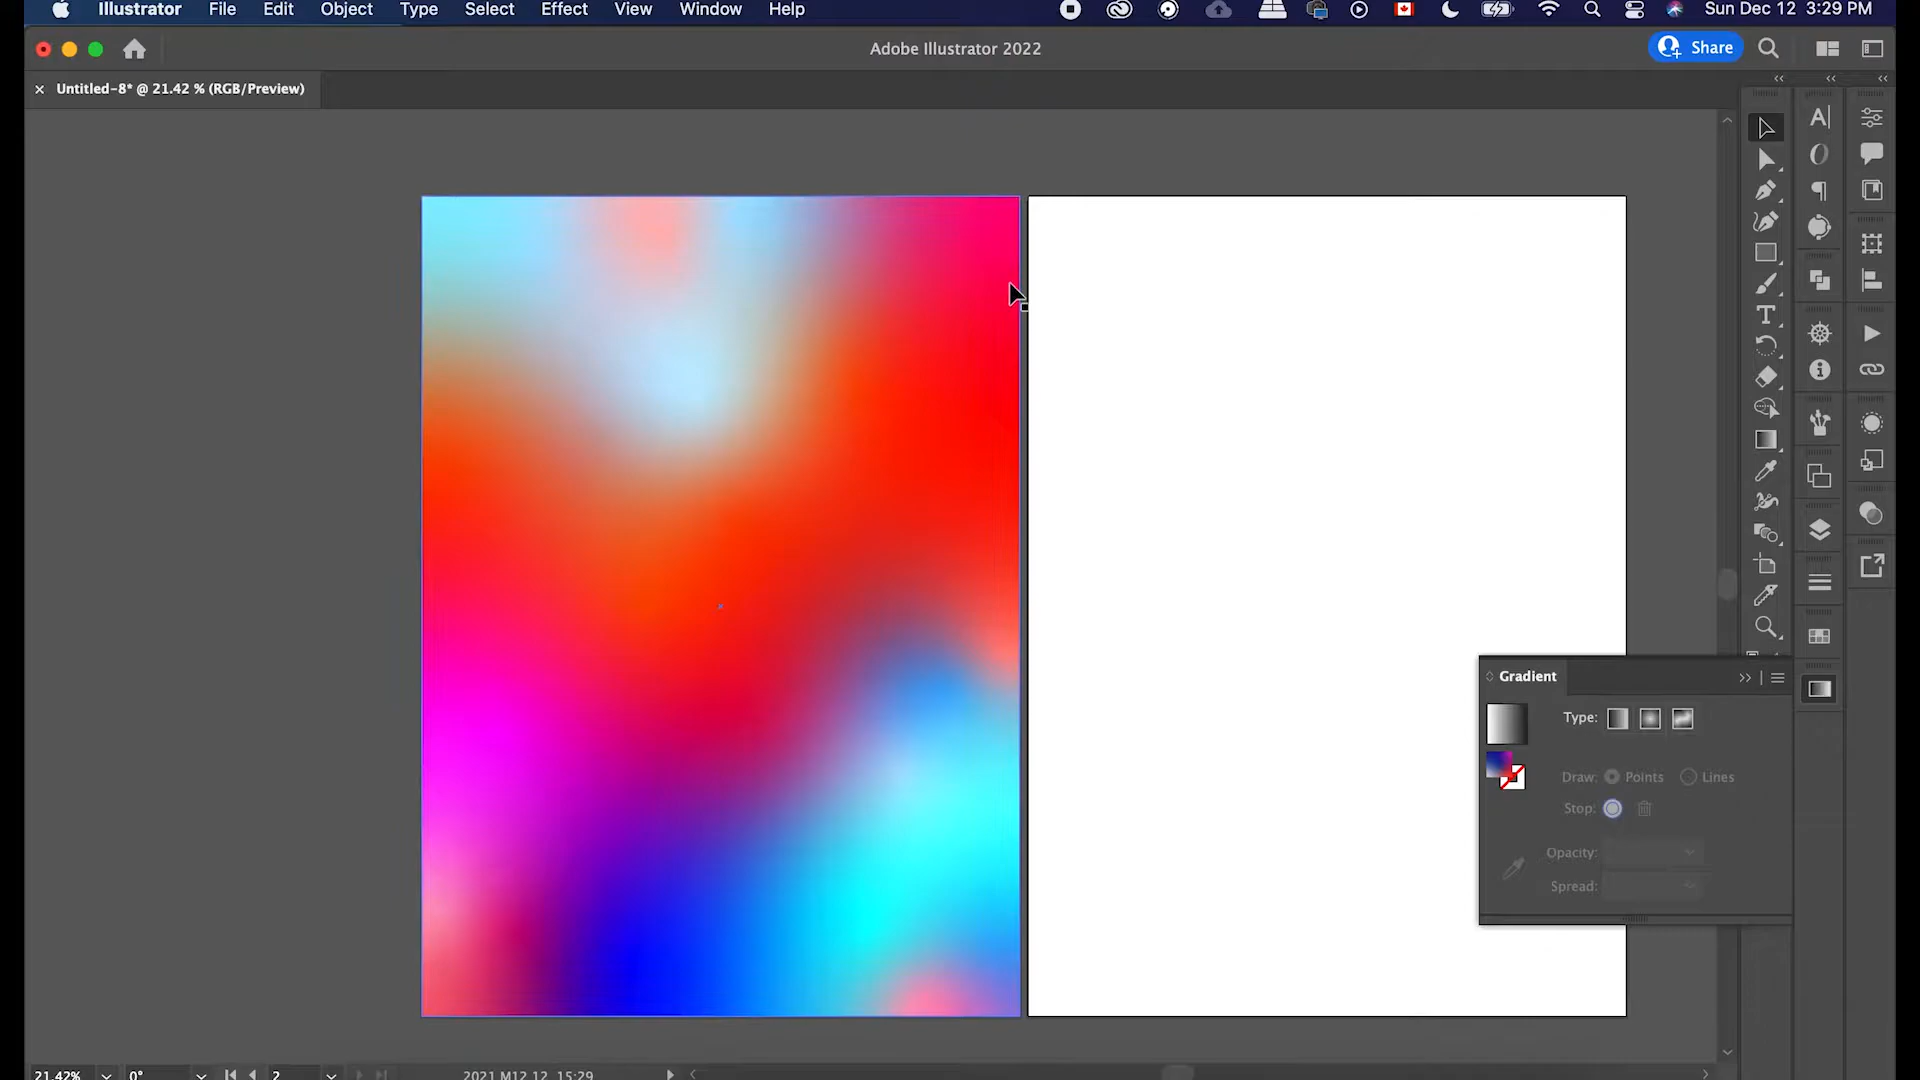 Illustrator File Edit Object Type Select Effect View Window Help Sun Dec 12 3:29 PM
Adobe Illustrator 2022
Share
Untitled-8* @ 21.42 % (RGB/Preview)
Gradient
Type:
Draw: Points Lines
Stop:
Opacity:
Spread:
21.42% 0° 2 2021 M12 12, 15:29